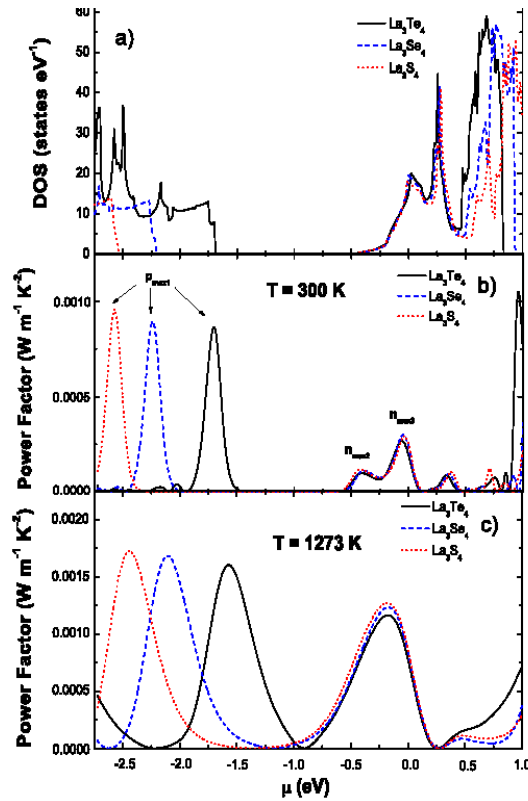 60
50
40
30
20
10
0
DOS (states eV⁻¹)
a)
La₃Te₄
La₃Se₄
La₃S₄
0.0010
0.0005
0.0000
Power Factor (W m⁻¹ K⁻²)
p_max1
T = 300 K
b)
La₃Te₄
La₃Se₄
La₃S₄
n_max2
0.0020
0.0015
0.0010
0.0005
0.0000
Power Factor (W m⁻¹ K⁻²)
T = 1273 K
c)
La₃Te₄
La₃Se₄
La₃S₄
-2.5 -2.0 -1.5 -1.0 -0.5 0.0 0.5 1.0
μ (eV)